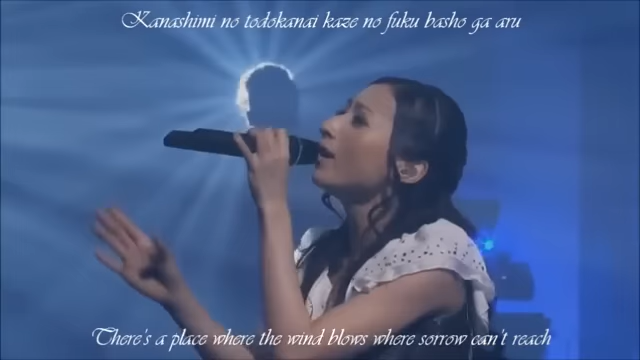 Kanashimi no todokanai kaze no fuku basho ga aru
There's a place where the wind blows where sorrow can't reach